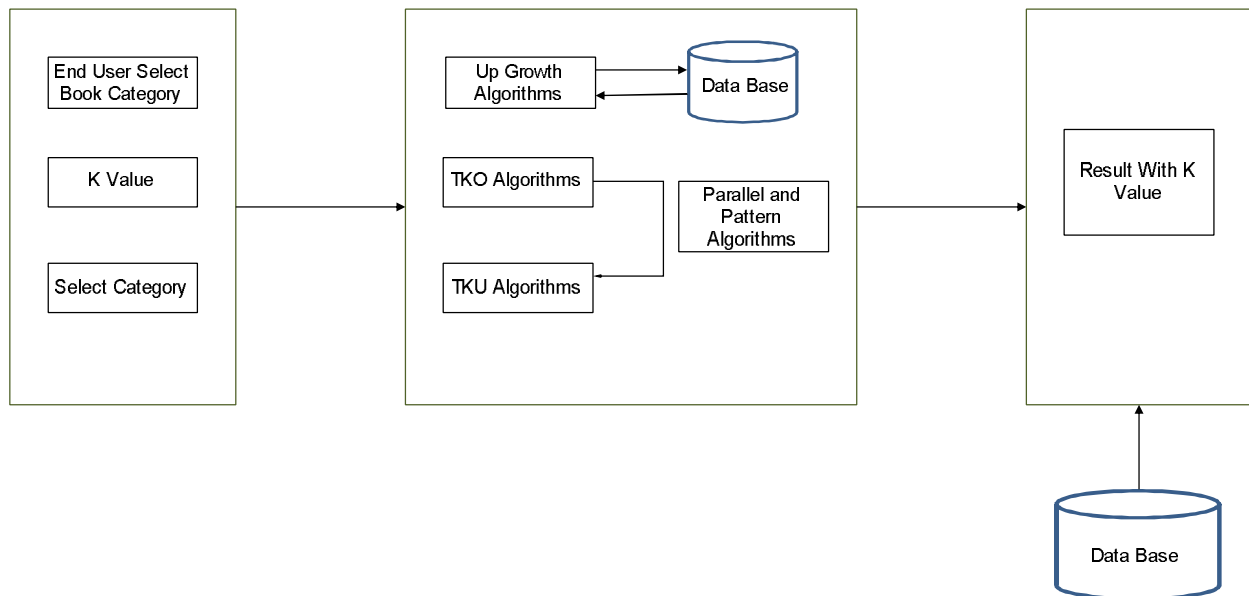 End User Select
Book Category
K Value
Select Category
Up Growth
Algorithms
Data Base
TKO Algorithms
Parallel and
Pattern
Algorithms
TKU Algorithms
Result With K
Value
Data Base